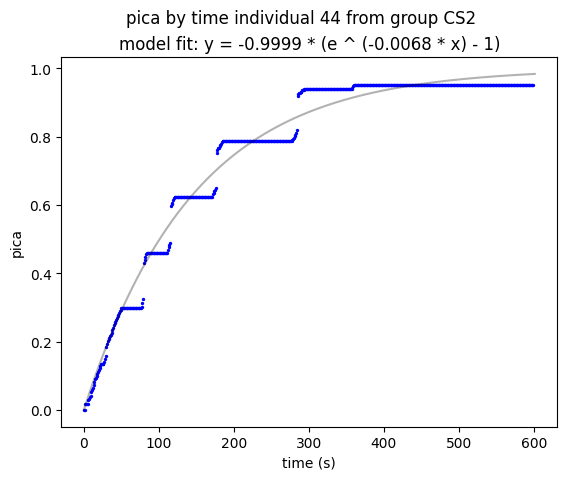 pica by time individual 44 from group CS2
model fit: y = -0.9999 * (e ^ (-0.0068 * x) - 1)
1.0
0.8
0.6
0.4
0.2
0.0
pica
0 100 200 300 400 500 600
time (s)